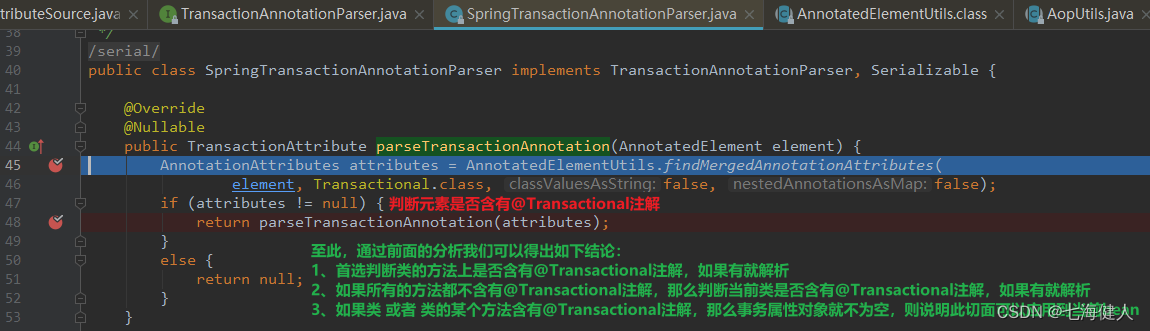 tributeSource.java × TransactionAnnotationParser.java × SpringTransactionAnnotationParser.java × AnnotatedElementUtils.class × AopUtils.java
38 */
39 /serial/
40 public class SpringTransactionAnnotationParser implements TransactionAnnotationParser, Serializable {
41
42 @Override
43 @Nullable
44 public TransactionAttribute parseTransactionAnnotation(AnnotatedElement element) {
45 AnnotationAttributes attributes = AnnotatedElementUtils.findMergedAnnotationAttributes(
46 element, Transactional.class, classValuesAsString: false, nestedAnnotationsAsMap: false);
47 if (attributes != null) { 判断元素是否含有@Transactional注解
48 return parseTransactionAnnotation(attributes);
49 }
至此，通过前面的分析我们可以得出如下结论：
50 else {
1、首选判断类的方法上是否含有@Transactional注解，如果有就解析
51 return null;
2、如果所有的方法都不含有@Transactional注解，那么判断当前类是否含有@Transactional注解，如果有就解析
52 }
3、如果类 或者 类的某个方法含有@Transactional注解，那么事务属性对象就不为空，则说明此切面可
53 }
CSDN @七海健人